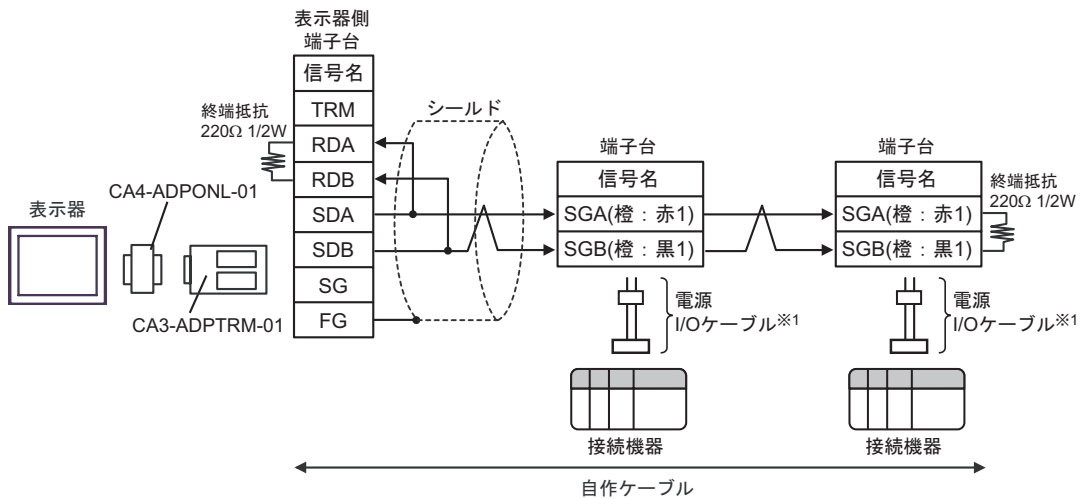 表示器側
端子台
信号名
TRM
RDA
RDB
SDA
SDB
SG
FG
終端抵抗
220Ω 1/2W
シールド
表示器
CA4-ADPONL-01
CA3-ADPTRM-01
端子台
信号名
SGA(橙：赤1)
SGB(橙：黒1)
端子台
信号名
SGA(橙：赤1)
SGB(橙：黒1)
終端抵抗
220Ω 1/2W
電源
I/Oケーブル※1
電源
I/Oケーブル※1
接続機器
接続機器
自作ケーブル